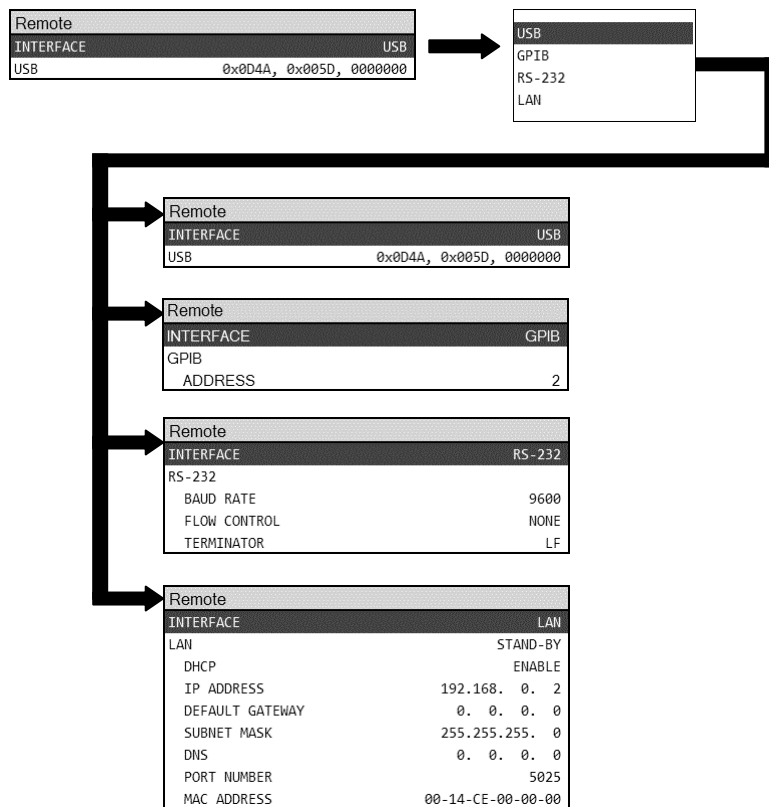 Remote
INTERFACE USB
USB 0x0D4A, 0x005D, 0000000
USB
GPIB
RS-232
LAN
Remote
INTERFACE USB
USB 0x0D4A, 0x005D, 0000000
Remote
INTERFACE GPIB
GPIB
ADDRESS 2
Remote
INTERFACE RS-232
RS-232
BAUD RATE 9600
FLOW CONTROL NONE
TERMINATOR LF
Remote
INTERFACE LAN
LAN STAND-BY
DHCP ENABLE
IP ADDRESS 192.168. 0. 2
DEFAULT GATEWAY 0. 0. 0. 0
SUBNET MASK 255.255.255. 0
DNS 0. 0. 0. 0
PORT NUMBER 5025
MAC ADDRESS 00-14-CE-00-00-00